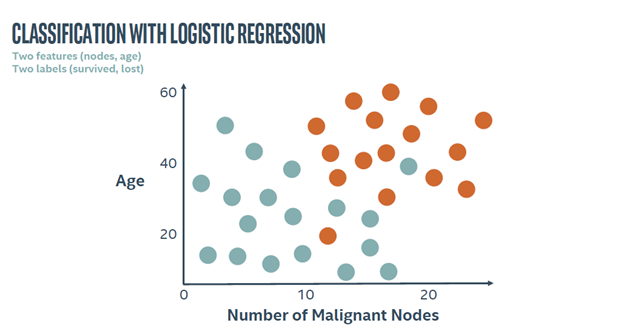 CLASSIFICATION WITH LOGISTIC REGRESSION
Two features (nodes, age)
Two labels (survived, lost)
60
40
Age
20
0
10
20
Number of Malignant Nodes